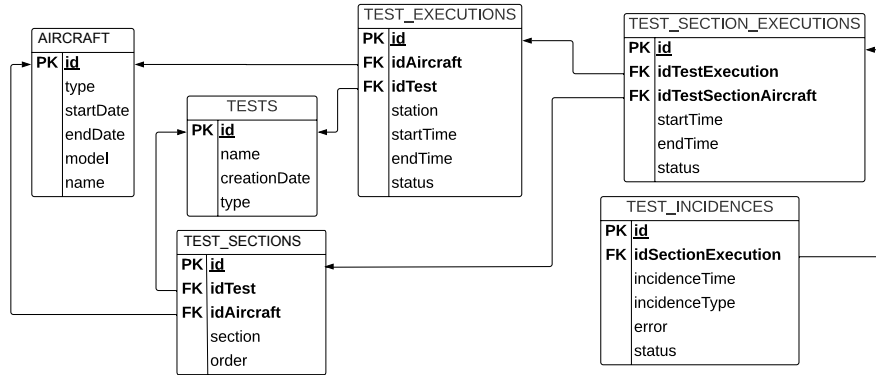 AIRCRAFT
PK id
type
startDate
endDate
model
name
TESTS
PK id
name
creationDate
type
TEST_SECTIONS
PK id
FK idTest
FK idAircraft
section
order
TEST_EXECUTIONS
PK id
FK idAircraft
FK idTest
station
startTime
endTime
status
TEST_SECTION_EXECUTIONS
PK id
FK idTestExecution
FK idTestSectionAircraft
startTime
endTime
status
TEST_INCIDENCES
PK id
FK idSectionExecution
incidenceTime
incidenceType
error
status